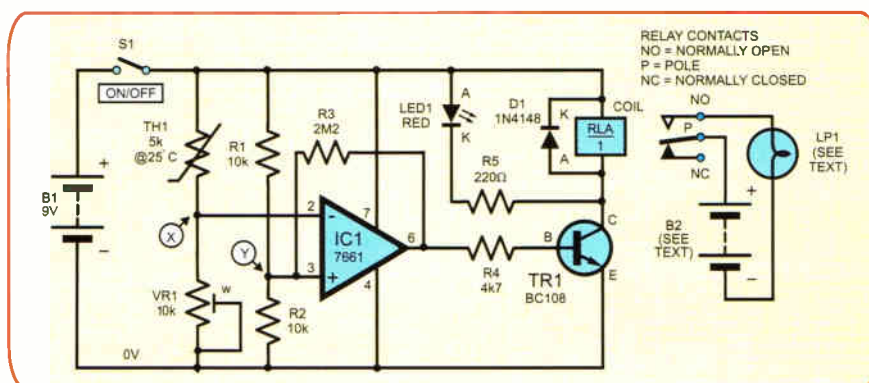 S1
ON/OFF
TH1
5k
@25°C
R1
10k
R3
2M2
LED1
RED
A
K
D1
1N4148
K
A
COIL
RLA
1
R5
220Ω
B1
9V
+
−
X
Y
2
-
3
+
7
IC1
7661
6
4
R4
4k7
B
C
E
TR1
BC108
VR1
10k
W
R2
10k
0V
RELAY CONTACTS
NO = NORMALLY OPEN
P = POLE
NC = NORMALLY CLOSED
NO
P
NC
LP1
(SEE
TEXT)
B2
(SEE
TEXT)
+
−